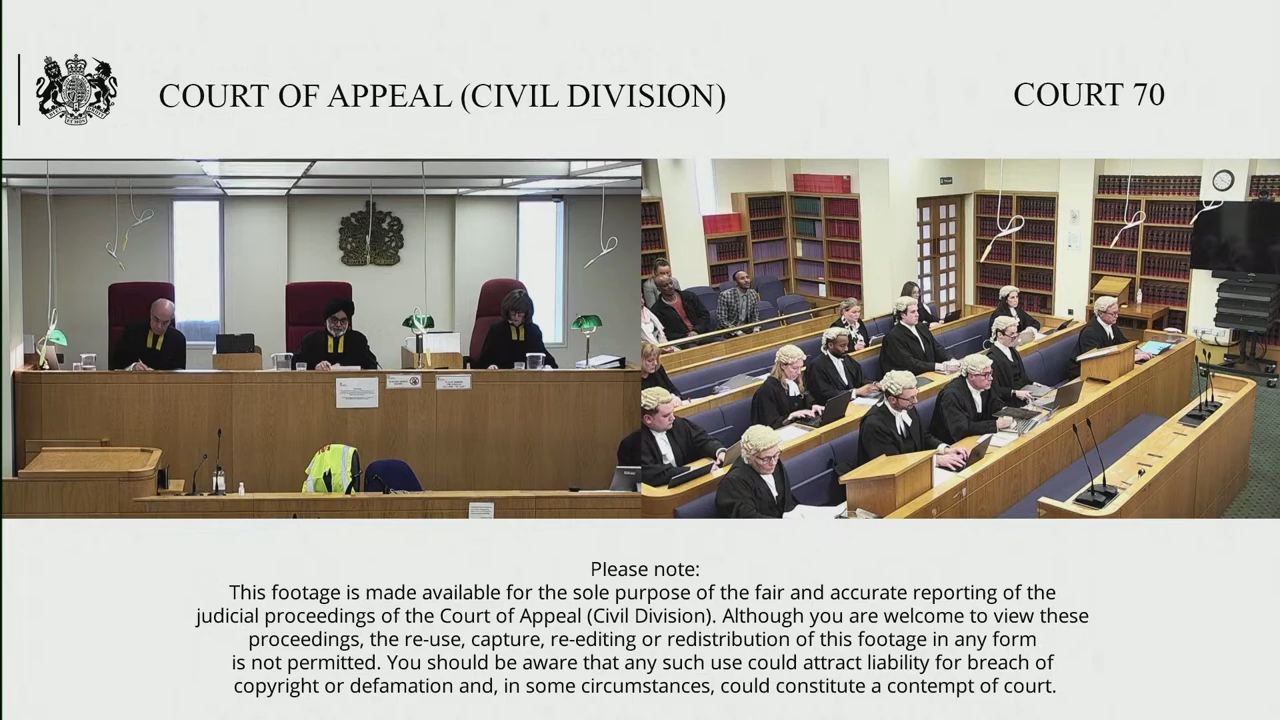 COURT OF APPEAL (CIVIL DIVISION)
COURT 70
Please note:
This footage is made available for the sole purpose of the fair and accurate reporting of the
judicial proceedings of the Court of Appeal (Civil Division). Although you are welcome to view these
proceedings, the re-use, capture, re-editing or redistribution of this footage in any form
is not permitted. You should be aware that any such use could attract liability for breach of
copyright or defamation and, in some circumstances, could constitute a contempt of court.